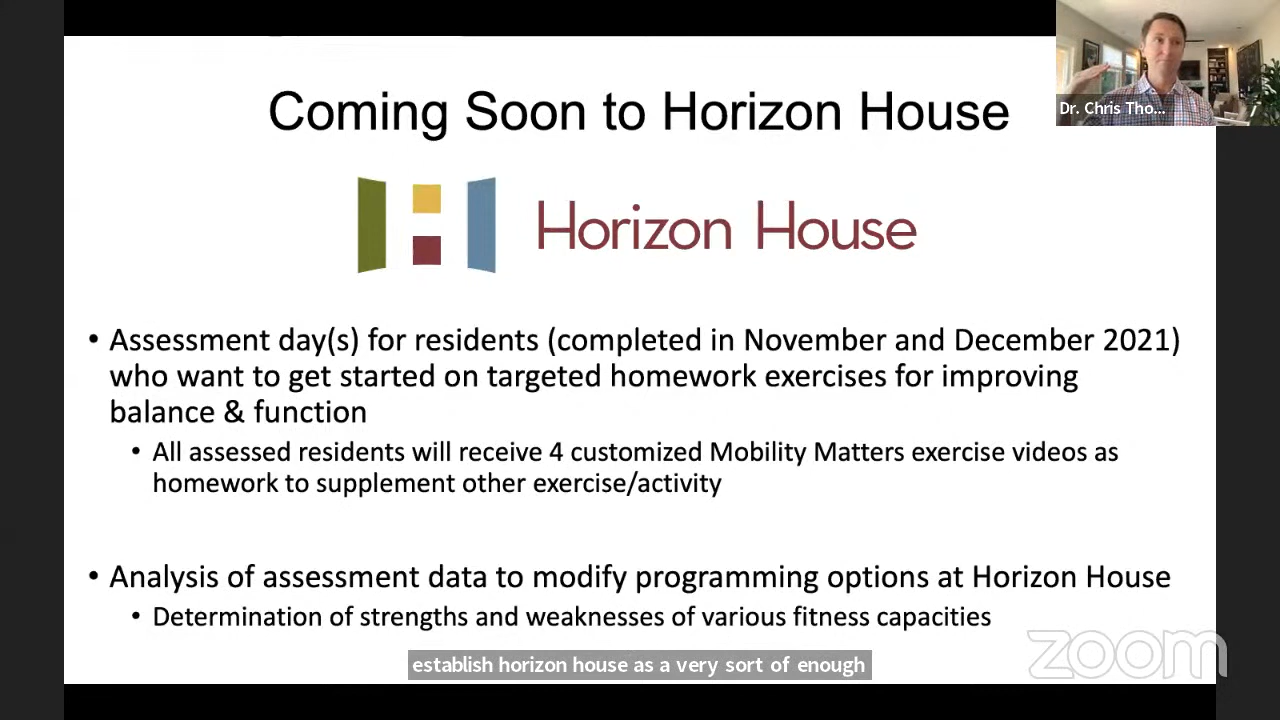 Coming Soon to Horizon House
Dr. Chris Tho...
Horizon House
• Assessment day(s) for residents (completed in November and December 2021)
who want to get started on targeted homework exercises for improving
balance & function
• All assessed residents will receive 4 customized Mobility Matters exercise videos as
homework to supplement other exercise/activity
• Analysis of assessment data to modify programming options at Horizon House
• Determination of strengths and weaknesses of various fitness capacities
zoom
establish horizon house as a very sort of enough